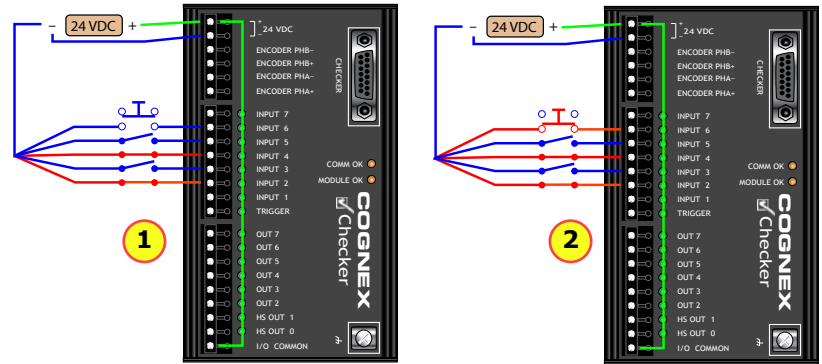 - 24 VDC +
+
- 24 VDC
ENCODER PHB-
ENCODER PHB+
ENCODER PHA-
ENCODER PHA+
CHECKER
INPUT 7
INPUT 6
INPUT 5
INPUT 4
INPUT 3
INPUT 2
INPUT 1
TRIGGER
COMM OK
MODULE OK
COGNEX
Checker
1
OUT 7
OUT 6
OUT 5
OUT 4
OUT 3
OUT 2
HS OUT 1
HS OUT 0
I/O COMMON
- 24 VDC +
+
- 24 VDC
ENCODER PHB-
ENCODER PHB+
ENCODER PHA-
ENCODER PHA+
CHECKER
INPUT 7
INPUT 6
INPUT 5
INPUT 4
INPUT 3
INPUT 2
INPUT 1
TRIGGER
COMM OK
MODULE OK
COGNEX
Checker
2
OUT 7
OUT 6
OUT 5
OUT 4
OUT 3
OUT 2
HS OUT 1
HS OUT 0
I/O COMMON